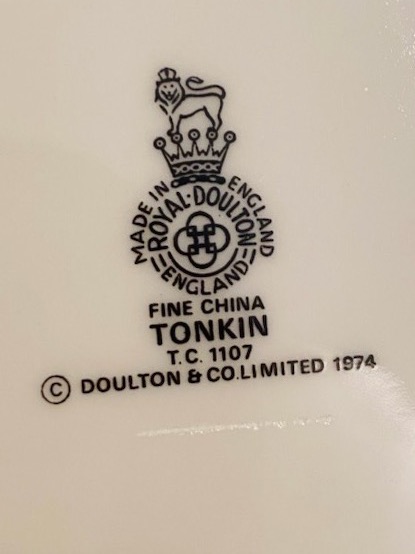 MADE IN ENGLAND
ROYAL·DOULTON
ENGLAND
FINE CHINA
TONKIN
T.C. 1107
© DOULTON & CO.LIMITED 1974